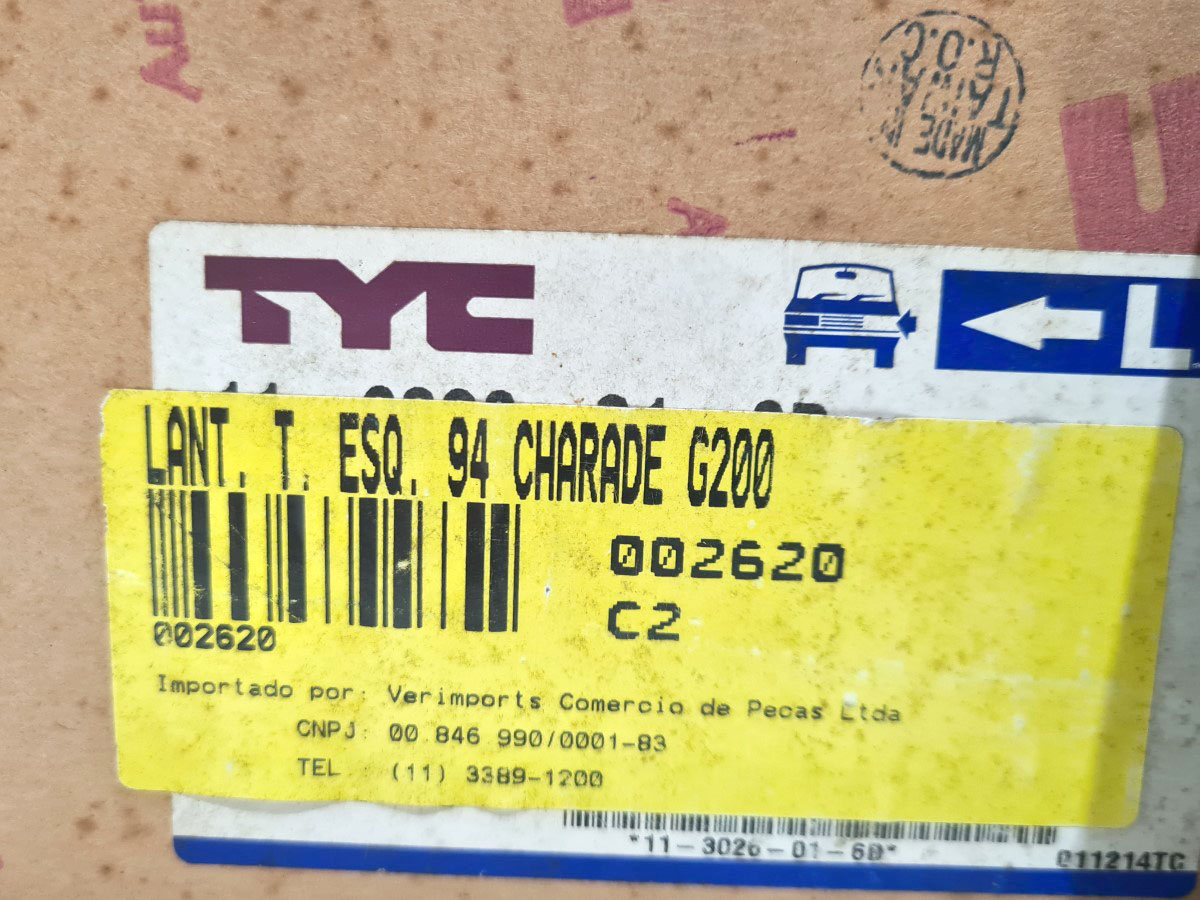 MADE IN
TAIWAN
R.O.C
TYC
L
LANT. T. ESQ. 94 CHARADE G200
002620
C2
002620
Importado por: Verimports Comercio de Pecas Ltda
CNPJ: 00.846.990/0001-83
TEL : (11) 3389-1200
*11-3026-01-6B*
011214TC